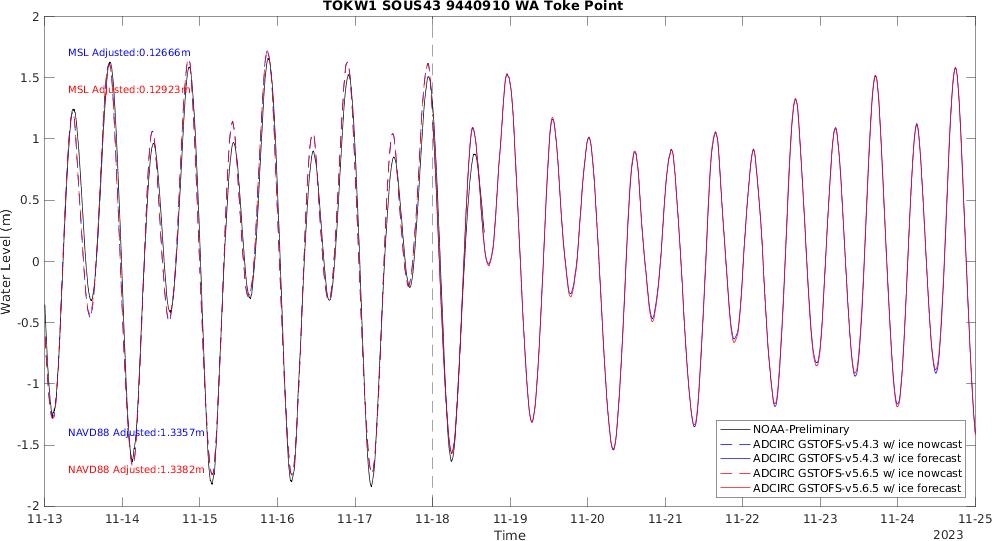 TOKW1 SOUS43 9440910 WA Toke Point
2
1.5
1
0.5
0
-0.5
-1
-1.5
-2
Water Level (m)
MSL Adjusted:0.12666m
MSL Adjusted:0.12923m
NAVD88 Adjusted:1.3357m
NAVD88 Adjusted:1.3382m
NOAA-Preliminary
ADCIRC GSTOFS-v5.4.3 w/ ice nowcast
ADCIRC GSTOFS-v5.4.3 w/ ice forecast
ADCIRC GSTOFS-v5.6.5 w/ ice nowcast
ADCIRC GSTOFS-v5.6.5 w/ ice forecast
11-13 11-14 11-15 11-16 11-17 11-18 11-19 11-20 11-21 11-22 11-23 11-24 11-25
Time
2023